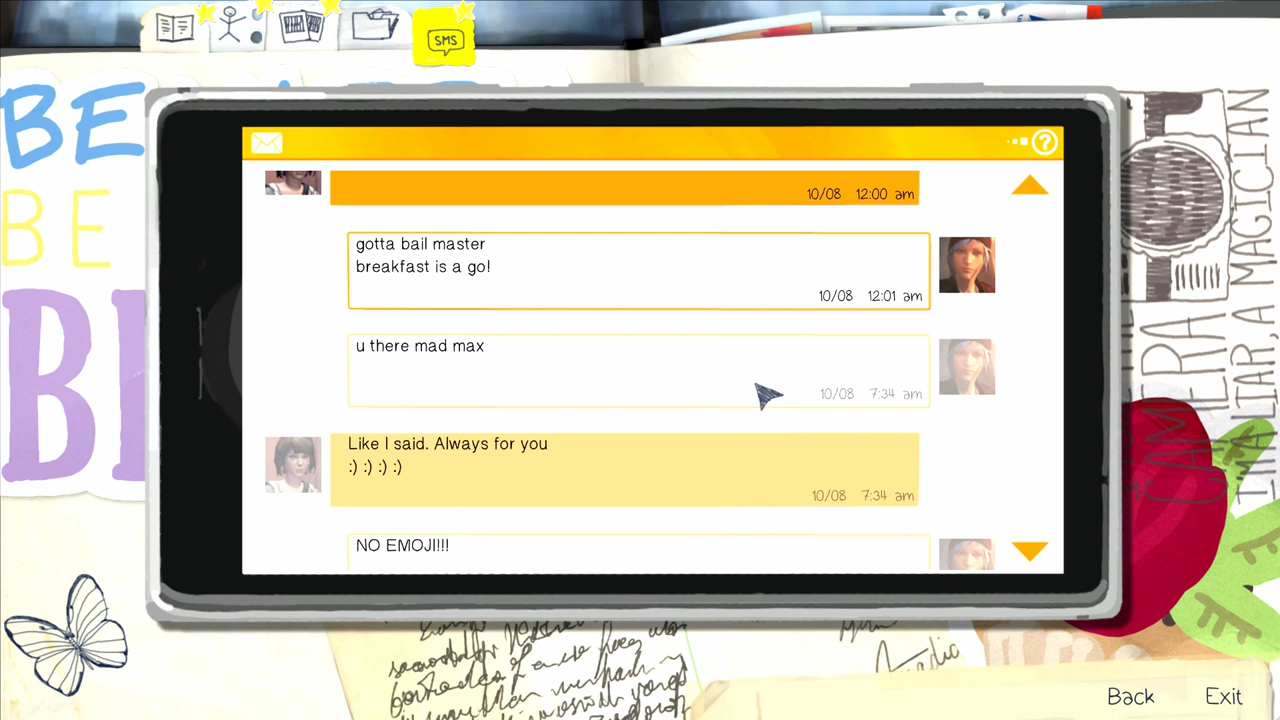 SMS
BE
BE
10/08 12:00 am
gotta bail master
breakfast is a go!
10/08 12:01 am
u there mad max
10/08 7:34 am
Like I said. Always for you
:) :) :) :)
10/08 7:34 am
NO EMOJI!!!
CAMERA
I'M A LIAR, A MAGICIAN
Back
Exit